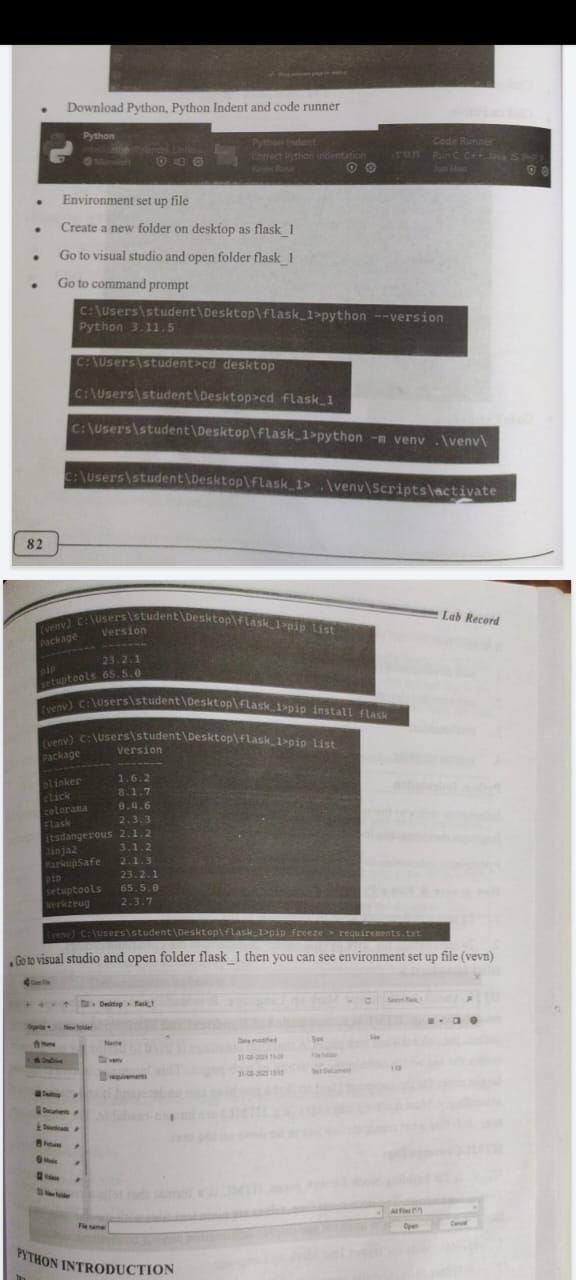 • Download Python, Python Indent and code runner
Python
Microsoft
Python Indent
Correct Python indentation
Kevin Rose
Code Runner
Run C, C++, Java, JS, PHP
Jun Han
• Environment set up file
• Create a new folder on desktop as flask_1
• Go to visual studio and open folder flask_1
• Go to command prompt
C:\Users\student\Desktop\flask_1>python --version
Python 3.11.5
C:\Users\student>cd desktop
C:\Users\student\Desktop>cd flask_1
C:\Users\student\Desktop\flask_1>python -m venv .\venv\
C:\Users\student\Desktop\flask_1> .\venv\Scripts\activate
82
Lab Record
(venv) C:\Users\student\Desktop\flask_1>pip list
Package Version
---------- -------
pip 23.2.1
setuptools 65.5.0
(venv) C:\Users\student\Desktop\flask_1>pip install flask
(venv) C:\Users\student\Desktop\flask_1>pip list
Package Version
------------ -------
blinker 1.6.2
click 8.1.7
colorama 0.4.6
Flask 2.3.3
itsdangerous 2.1.2
Jinja2 3.1.2
MarkupSafe 2.1.3
pip 23.2.1
setuptools 65.5.0
Werkzeug 2.3.7
(venv) C:\Users\student\Desktop\flask_1>pip freeze > requirements.txt
• Go to visual studio and open folder flask_1 then you can see environment set up file (vevn)
Open File
Desktop > flask_1
Search flask_1
Organize New folder
Name Date modified Type Size
Home
OneDrive
venv 31-08-2023 File folder
requirements 31-08-2023 Text Document 1 KB
Desktop
Documents
Downloads
Pictures
Music
Videos
New folder
File name:
All Files (*.*)
Open Cancel
PYTHON INTRODUCTION